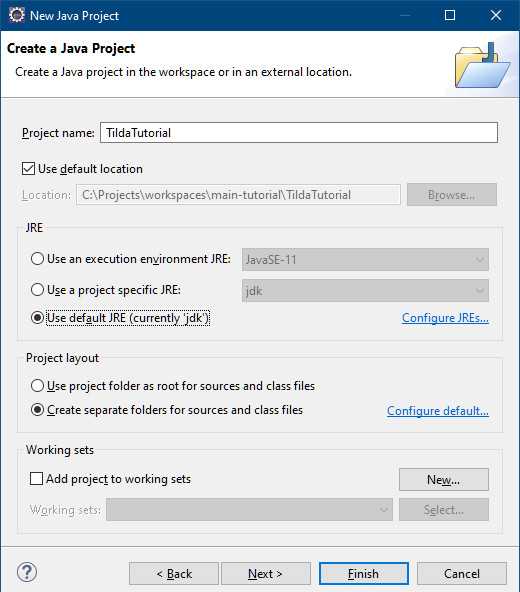 New Java Project
Create a Java Project
Create a Java project in the workspace or in an external location.
Project name: TildaTutorial
Use default location
Location: C:\Projects\workspaces\main-tutorial\TildaTutorial Browse...
JRE
Use an execution environment JRE: JavaSE-11
Use a project specific JRE: jdk
Use default JRE (currently 'jdk') Configure JREs...
Project layout
Use project folder as root for sources and class files
Create separate folders for sources and class files Configure default...
Working sets
Add project to working sets New...
Working sets: Select...
? < Back Next > Finish Cancel